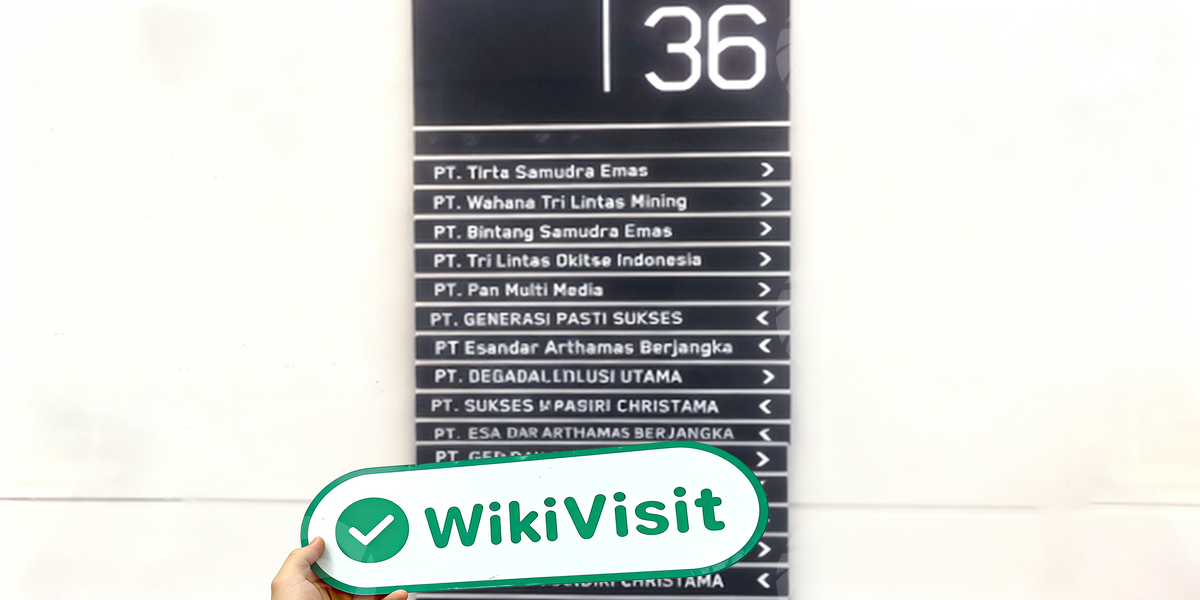 36
PT. Tirta Samudra Emas
PT. Wahana Tri Lintas Mining
PT. Bintang Samudra Emas
PT. Tri Lintas Okitse Indonesia
PT. Pan Multi Media
PT. GENERASI PASTI SUKSES
PT Esandar Arthamas Berjangka
PT. UTAMA
PT. SUKSES CHRISTAMA
PT. ESA DAR ARTHAMAS BERJANGKA
PT.
WikiVisit
CHRISTAMA